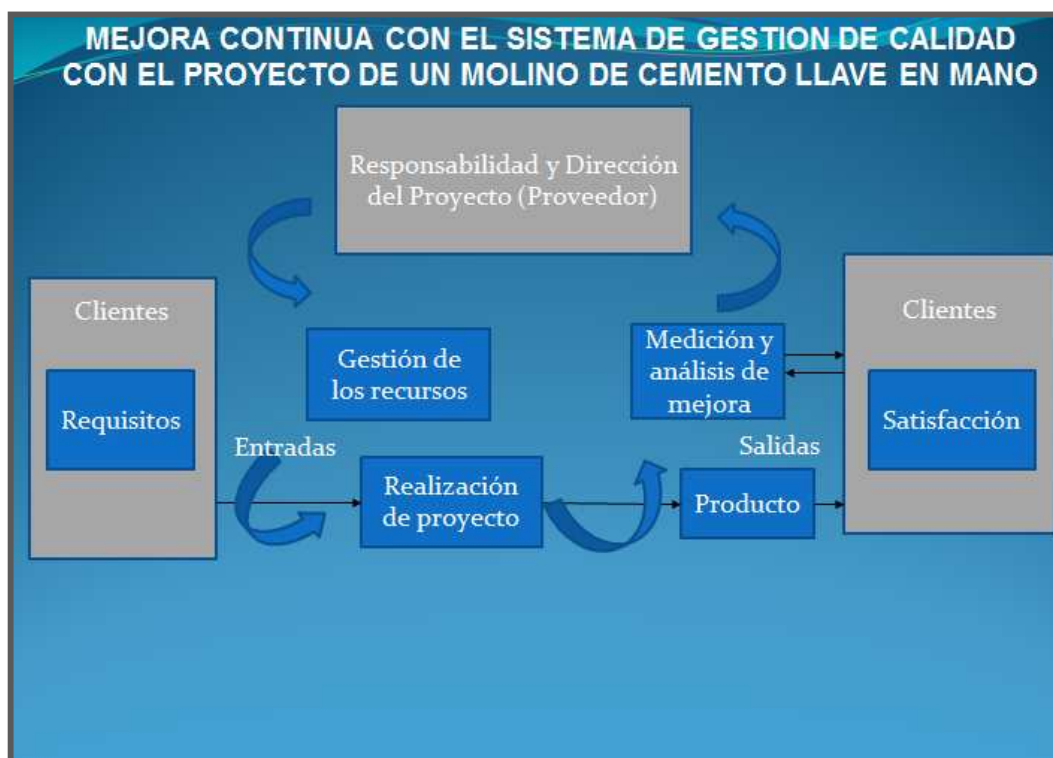 MEJORA CONTINUA CON EL SISTEMA DE GESTION DE CALIDAD
CON EL PROYECTO DE UN MOLINO DE CEMENTO LLAVE EN MANO
Responsabilidad y Dirección
del Proyecto (Proveedor)
Clientes
Requisitos
Gestión de
los recursos
Medición y
análisis de
mejora
Clientes
Satisfacción
Entradas
Realización
de proyecto
Salidas
Producto